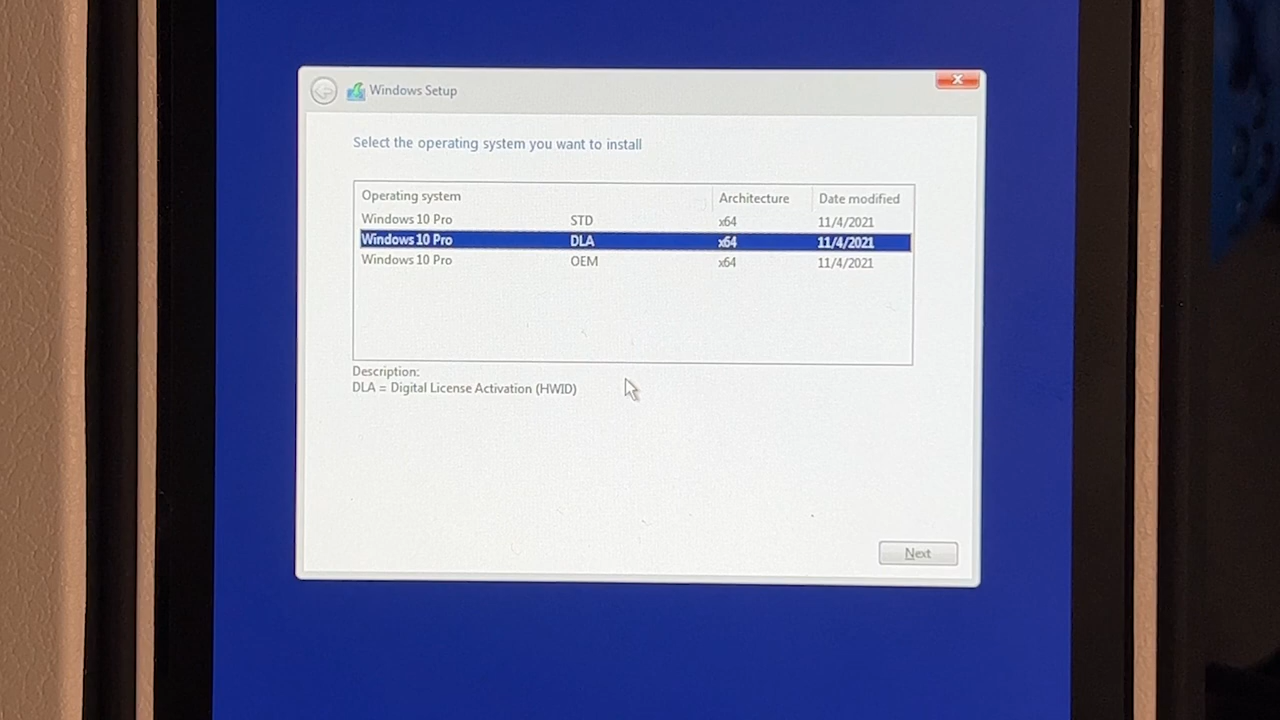 Windows Setup
Select the operating system you want to install
Operating system Architecture Date modified
Windows 10 Pro STD x64 11/4/2021
Windows 10 Pro DLA x64 11/4/2021
Windows 10 Pro OEM x64 11/4/2021
Description:
DLA = Digital License Activation (HWID)
Next